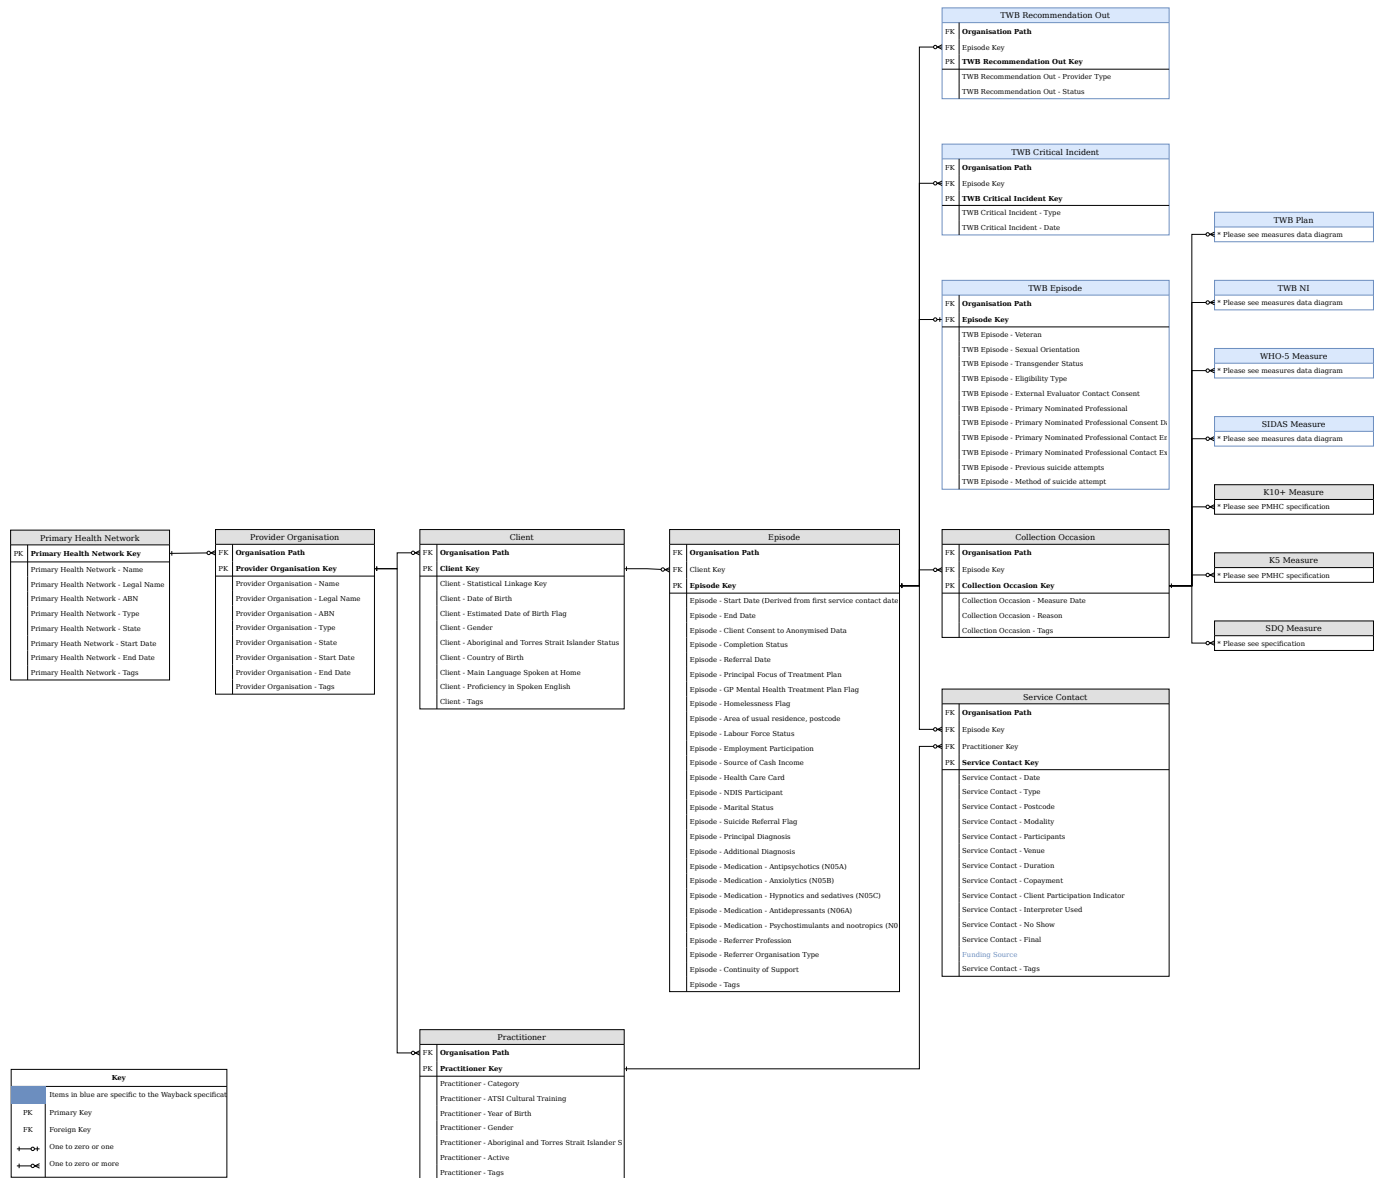 TWB Recommendation Out
FK Organisation Path
FK Episode Key
PK TWB Recommendation Out Key
TWB Recommendation Out - Provider Type
TWB Recommendation Out - Status
TWB Critical Incident
FK Organisation Path
FK Episode Key
PK TWB Critical Incident Key
TWB Critical Incident - Type
TWB Critical Incident - Date
TWB Plan
* Please see measures data diagram
TWB NI
* Please see measures data diagram
WHO-5 Measure
* Please see measures data diagram
SIDAS Measure
* Please see measures data diagram
K10+ Measure
* Please see PMHC specification
K5 Measure
* Please see PMHC specification
SDQ Measure
* Please see specification
TWB Episode
FK Organisation Path
FK Episode Key
TWB Episode - Veteran
TWB Episode - Sexual Orientation
TWB Episode - Transgender Status
TWB Episode - Eligibility Type
TWB Episode - External Evaluator Contact Consent
TWB Episode - Primary Nominated Professional
TWB Episode - Primary Nominated Professional Consent Da
TWB Episode - Primary Nominated Professional Contact En
TWB Episode - Primary Nominated Professional Contact Ex
TWB Episode - Previous suicide attempts
TWB Episode - Method of suicide attempt
Primary Health Network
PK Primary Health Network Key
Primary Health Network - Name
Primary Health Network - Legal Name
Primary Health Network - ABN
Primary Health Network - Type
Primary Health Network - State
Primary Heath Network - Start Date
Primary Health Network - End Date
Primary Health Network - Tags
Provider Organisation
FK Organisation Path
PK Provider Organisation Key
Provider Organisation - Name
Provider Organisation - Legal Name
Provider Organisation - ABN
Provider Organisation - Type
Provider Organisation - State
Provider Organisation - Start Date
Provider Organisation - End Date
Provider Organisation - Tags
Client
FK Organisation Path
PK Client Key
Client - Statistical Linkage Key
Client - Date of Birth
Client - Estimated Date of Birth Flag
Client - Gender
Client - Aboriginal and Torres Strait Islander Status
Client - Country of Birth
Client - Main Language Spoken at Home
Client - Proficiency in Spoken English
Client - Tags
Episode
FK Organisation Path
FK Client Key
PK Episode Key
Episode - Start Date (Derived from first service contact date
Episode - End Date
Episode - Client Consent to Anonymised Data
Episode - Completion Status
Episode - Referral Date
Episode - Principal Focus of Treatment Plan
Episode - GP Mental Health Treatment Plan Flag
Episode - Homelessness Flag
Episode - Area of usual residence, postcode
Episode - Labour Force Status
Episode - Employment Participation
Episode - Source of Cash Income
Episode - Health Care Card
Episode - NDIS Participant
Episode - Marital Status
Episode - Suicide Referral Flag
Episode - Principal Diagnosis
Episode - Additional Diagnosis
Episode - Medication - Antipsychotics (N05A)
Episode - Medication - Anxiolytics (N05B)
Episode - Medication - Hypnotics and sedatives (N05C)
Episode - Medication - Antidepressants (N06A)
Episode - Medication - Psychostimulants and nootropics (N0
Episode - Referrer Profession
Episode - Referrer Organisation Type
Episode - Continuity of Support
Episode - Tags
Collection Occasion
FK Organisation Path
FK Episode Key
PK Collection Occasion Key
Collection Occasion - Measure Date
Collection Occasion - Reason
Collection Occasion - Tags
Service Contact
FK Organisation Path
FK Episode Key
FK Practitioner Key
PK Service Contact Key
Service Contact - Date
Service Contact - Type
Service Contact - Postcode
Service Contact - Modality
Service Contact - Participants
Service Contact - Venue
Service Contact - Duration
Service Contact - Copayment
Service Contact - Client Participation Indicator
Service Contact - Interpreter Used
Service Contact - No Show
Service Contact - Final
Funding Source
Service Contact - Tags
Practitioner
FK Organisation Path
PK Practitioner Key
Practitioner - Category
Practitioner - ATSI Cultural Training
Practitioner - Year of Birth
Practitioner - Gender
Practitioner - Aboriginal and Torres Strait Islander S
Practitioner - Active
Practitioner - Tags
Key
Items in blue are specific to the Wayback specificat
PK Primary Key
FK Foreign Key
One to zero or one
One to zero or more